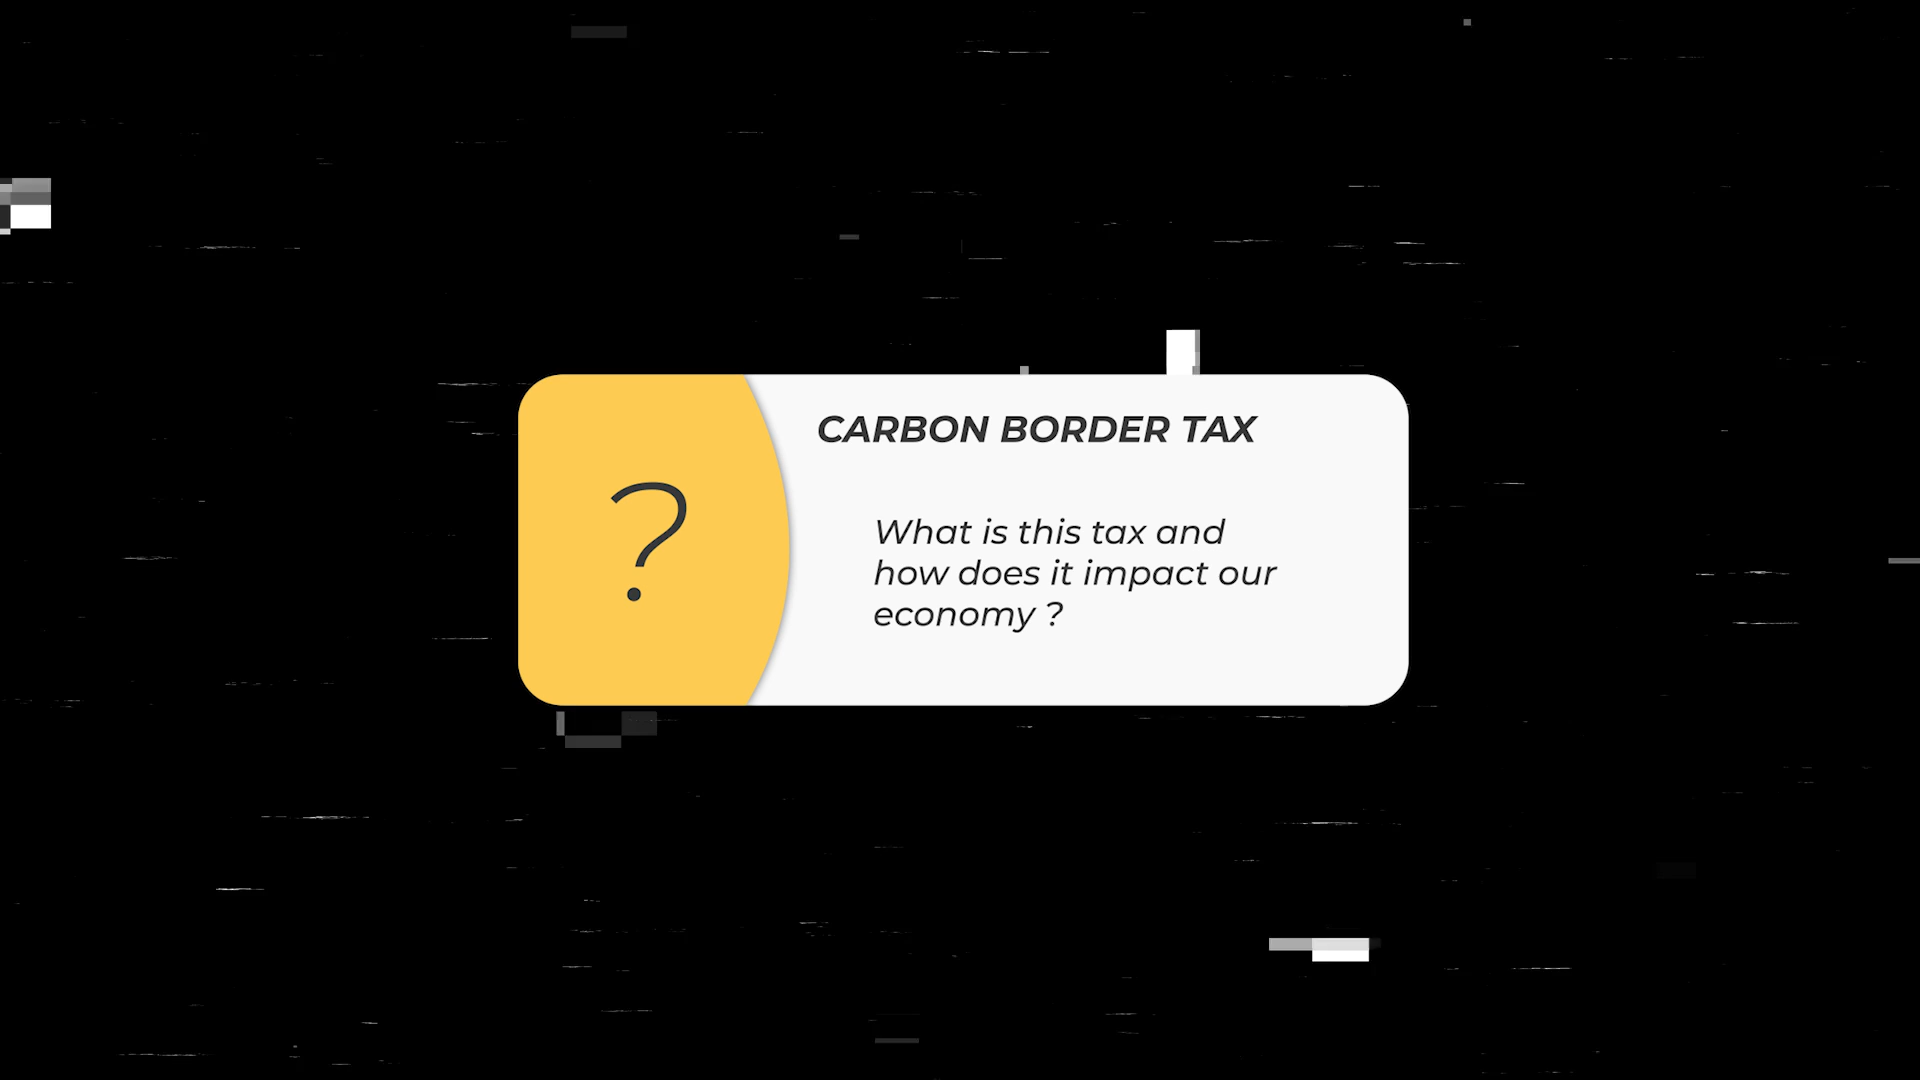 CARBON BORDER TAX
?
What is this tax and
how does it impact our
economy ?